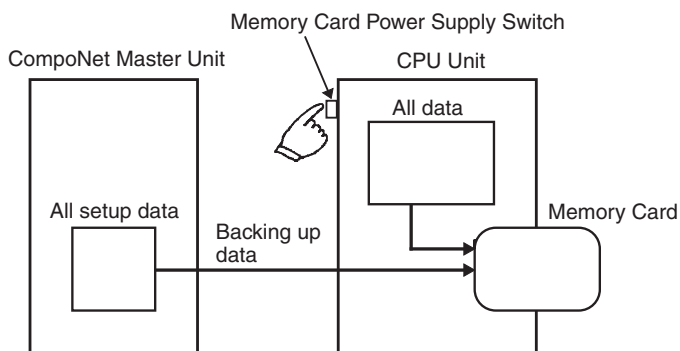 Memory Card Power Supply Switch
CompoNet Master Unit
CPU Unit
All data
All setup data
Backing up
data
Memory Card